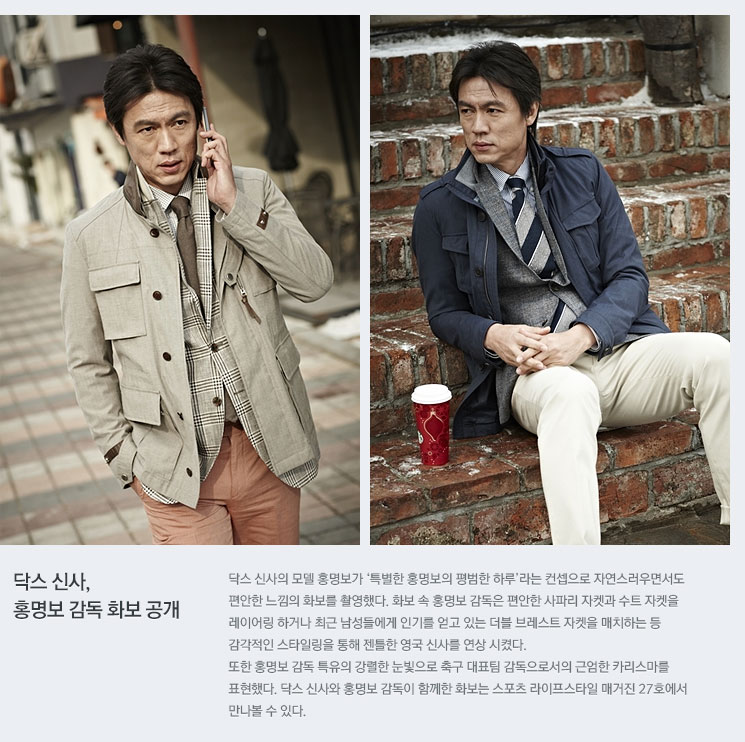 닥스 신사,
홍명보 감독 화보 공개
닥스 신사의 모델 홍명보가 ‘특별한 홍명보의 평범한 하루’라는 컨셉으로 자연스러우면서도
편안한 느낌의 화보를 촬영했다. 화보 속 홍명보 감독은 편안한 사파리 자켓과 수트 자켓을
레이어링 하거나 최근 남성들에게 인기를 얻고 있는 더블 브레스트 자켓을 매치하는 등
감각적인 스타일링을 통해 젠틀한 영국 신사를 연상 시켰다.
또한 홍명보 감독 특유의 강렬한 눈빛으로 축구 대표팀 감독으로서의 근엄한 카리스마를
표현했다. 닥스 신사와 홍명보 감독이 함께한 화보는 스포츠 라이프스타일 매거진 27호에서
만나볼 수 있다.